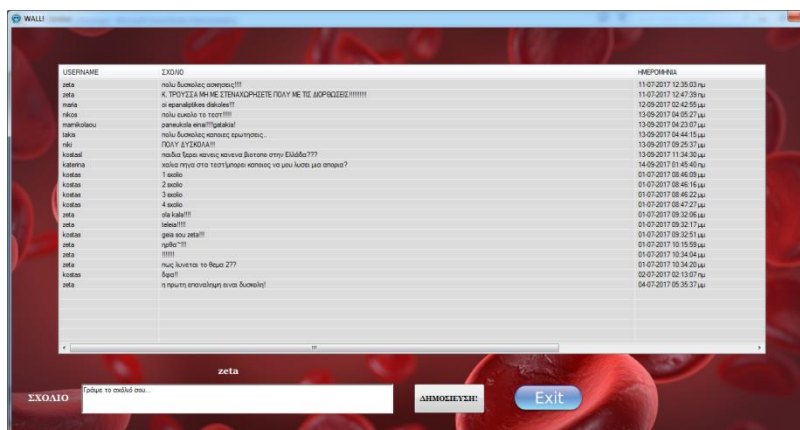 WALL!
USERNAME ΣΧΟΛΙΟ ΗΜΕΡΟΜΗΝΙΑ
zeta πολυ δυσκολες ασκησεις!!!! 11-07-2017 12:35:03 πμ
zeta Κ. ΤΡΟΥΣΣΑ ΜΗ ΜΕ ΣΤΕΝΑΧΩΡΗΣΕΤΕ ΠΟΛΥ ΜΕ ΤΙΣ ΔΙΟΡΘΩΣΕΙΣ!!!!!!!!! 11-07-2017 12:47:39 πμ
maria oi epanaliptikes diskoles!!! 12-09-2017 02:42:55 μμ
nikos πολυ ευκολο το τεστ!!!!! 13-09-2017 04:05:27 μμ
marnikolaou paneukola einai!!!!gatakia! 13-09-2017 04:23:07 μμ
takis πολυ δυσκολες καποιες ερωτησεις.. 13-09-2017 04:44:15 μμ
niki ΠΟΛΥ ΔΥΣΚΟΛΑ!!! 13-09-2017 09:25:37 μμ
kostasl παιδια ξερει κανεις κανενα βιοτοπο στην Ελλάδα??? 13-09-2017 11:34:30 μμ
katerina χαλια πηγα στα τεστ!μπορει καποιος να μου λυσει μια απορια? 14-09-2017 01:45:40 πμ
kostas 1 sxolio 01-07-2017 08:46:09 μμ
kostas 2 sxolio 01-07-2017 08:46:16 μμ
kostas 3 sxolio 01-07-2017 08:46:22 μμ
kostas 4 sxolio 01-07-2017 08:47:27 μμ
zeta ola kala!!!! 01-07-2017 09:32:06 μμ
zeta teleia!!!!! 01-07-2017 09:32:17 μμ
kostas geia sou zeta!!! 01-07-2017 09:32:51 μμ
zeta ηρθα~!!! 01-07-2017 10:15:59 μμ
zeta !!!!!!! 01-07-2017 10:34:04 μμ
zeta πως λυνεται το θεμα 2?? 01-07-2017 10:34:20 μμ
kostas δφα!! 02-07-2017 02:13:07 πμ
zeta η πρωτη επαναληψη ειναι δυσκολη! 04-07-2017 05:35:37 μμ
zeta
ΣΧΟΛΙΟ Γράψε το σχόλιό σου... ΔΗΜΟΣΙΕΥΣΗ! Exit